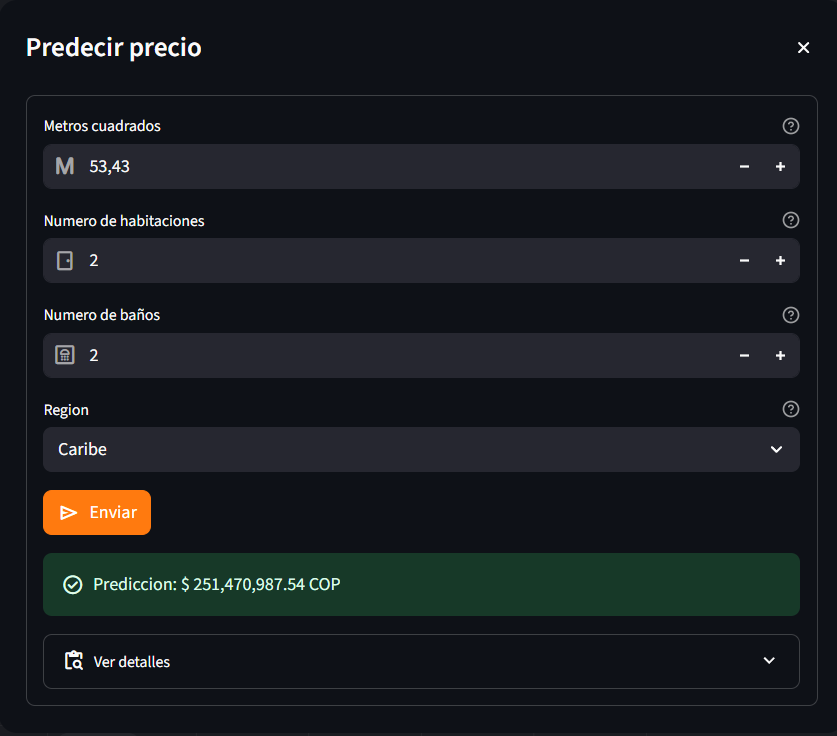 Predecir precio
Metros cuadrados
M 53,43
Numero de habitaciones
2
Numero de baños
2
Region
Caribe
Enviar
Prediccion: $ 251,470,987.54 COP
Ver detalles